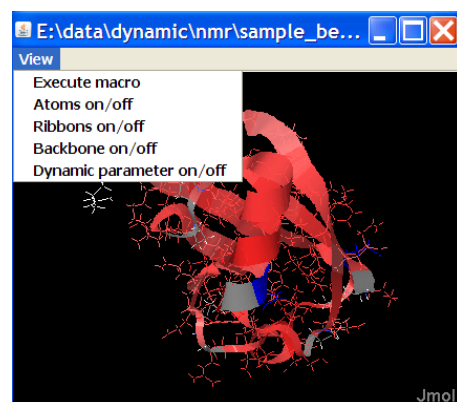 E:\data\dynamic\nmr\sample_be...
View
Execute macro
Atoms on/off
Ribbons on/off
Backbone on/off
Dynamic parameter on/off
Jmol